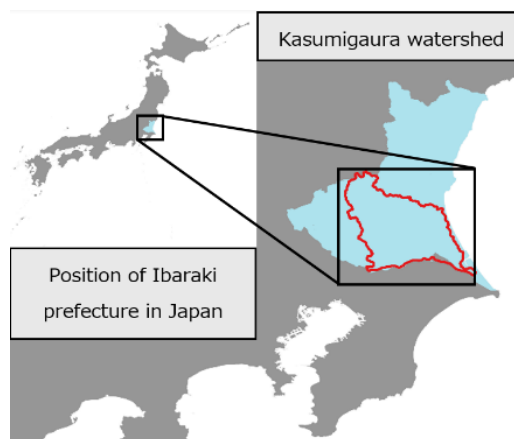 Kasumigaura watershed
Position of Ibaraki
prefecture in Japan